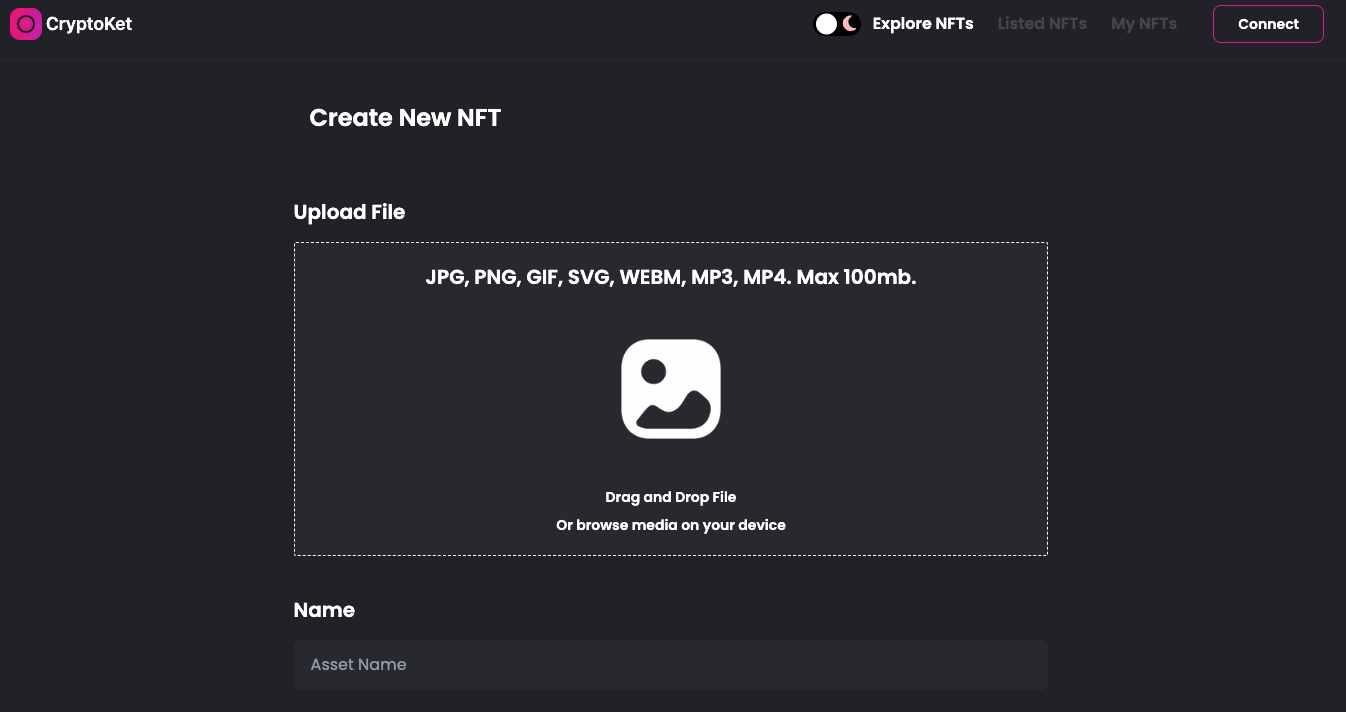 CryptoKet
Explore NFTs
Listed NFTs
My NFTs
Connect
Create New NFT
Upload File
JPG, PNG, GIF, SVG, WEBM, MP3, MP4. Max 100mb.
Drag and Drop File
Or browse media on your device
Name
Asset Name